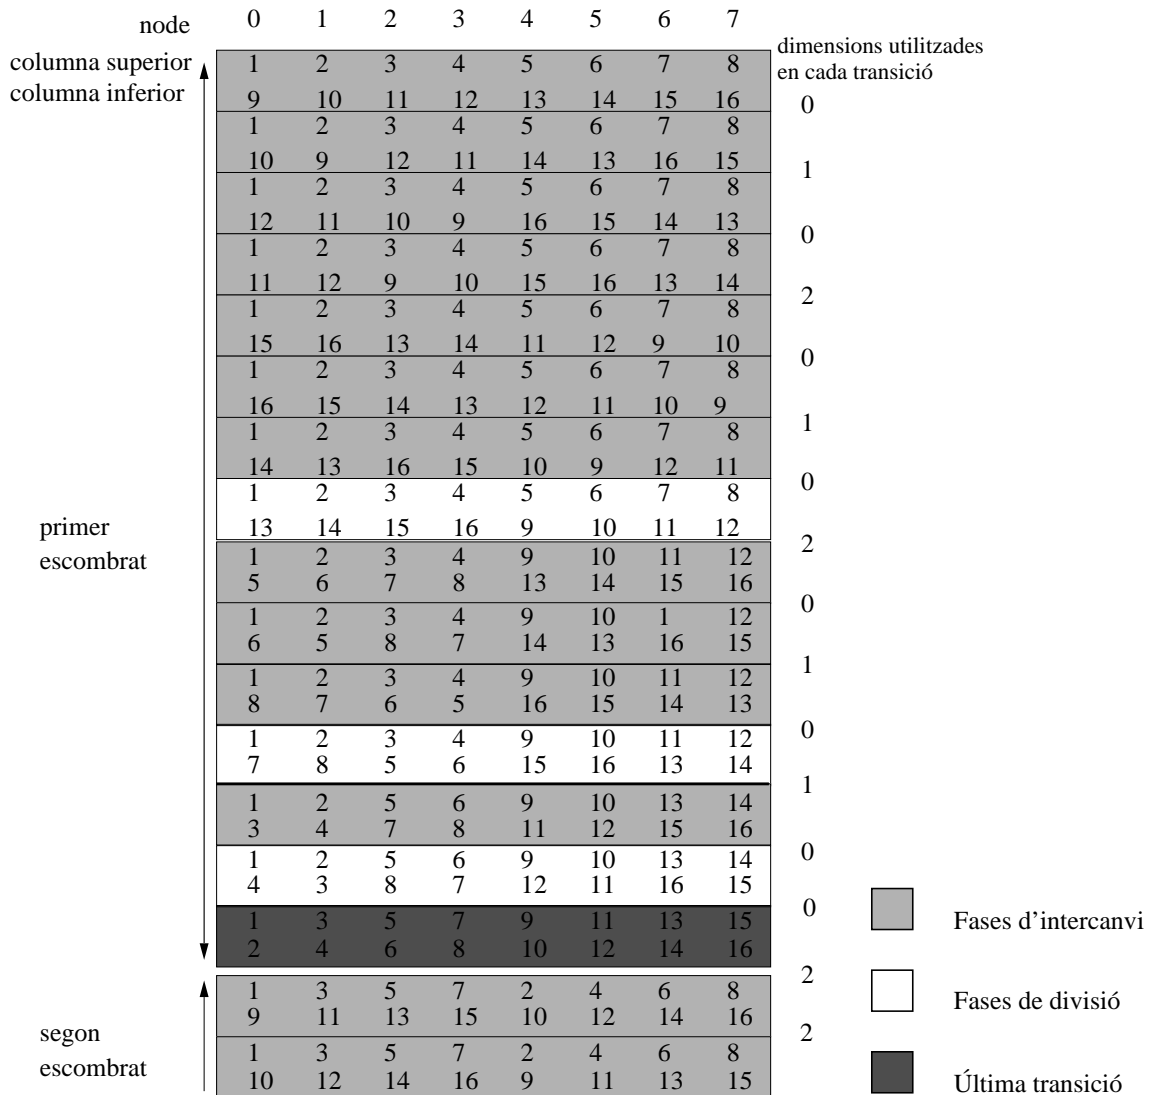 node 0 1 2 3 4 5 6 7
dimensions utilitzades
en cada transició
columna superior 1 2 3 4 5 6 7 8
columna inferior 9 10 11 12 13 14 15 16
0
1 2 3 4 5 6 7 8
10 9 12 11 14 13 16 15
1
1 2 3 4 5 6 7 8
12 11 10 9 16 15 14 13
0
1 2 3 4 5 6 7 8
11 12 9 10 15 16 13 14
2
1 2 3 4 5 6 7 8
15 16 13 14 11 12 9 10
0
1 2 3 4 5 6 7 8
16 15 14 13 12 11 10 9
1
1 2 3 4 5 6 7 8
14 13 16 15 10 9 12 11
0
1 2 3 4 5 6 7 8
13 14 15 16 9 10 11 12
primer
escombrat
2
1 2 3 4 9 10 11 12
5 6 7 8 13 14 15 16
0
1 2 3 4 9 10 1 12
6 5 8 7 14 13 16 15
1
1 2 3 4 9 10 11 12
8 7 6 5 16 15 14 13
0
1 2 3 4 9 10 11 12
7 8 5 6 15 16 13 14
1
1 2 5 6 9 10 13 14
3 4 7 8 11 12 15 16
0
1 2 5 6 9 10 13 14
4 3 8 7 12 11 16 15
0
1 3 5 7 9 11 13 15
2 4 6 8 10 12 14 16
2
1 3 5 7 2 4 6 8
9 11 13 15 10 12 14 16
2
segon
escombrat
1 3 5 7 2 4 6 8
10 12 14 16 9 11 13 15
Fases d'intercanvi
Fases de divisió
Última transició